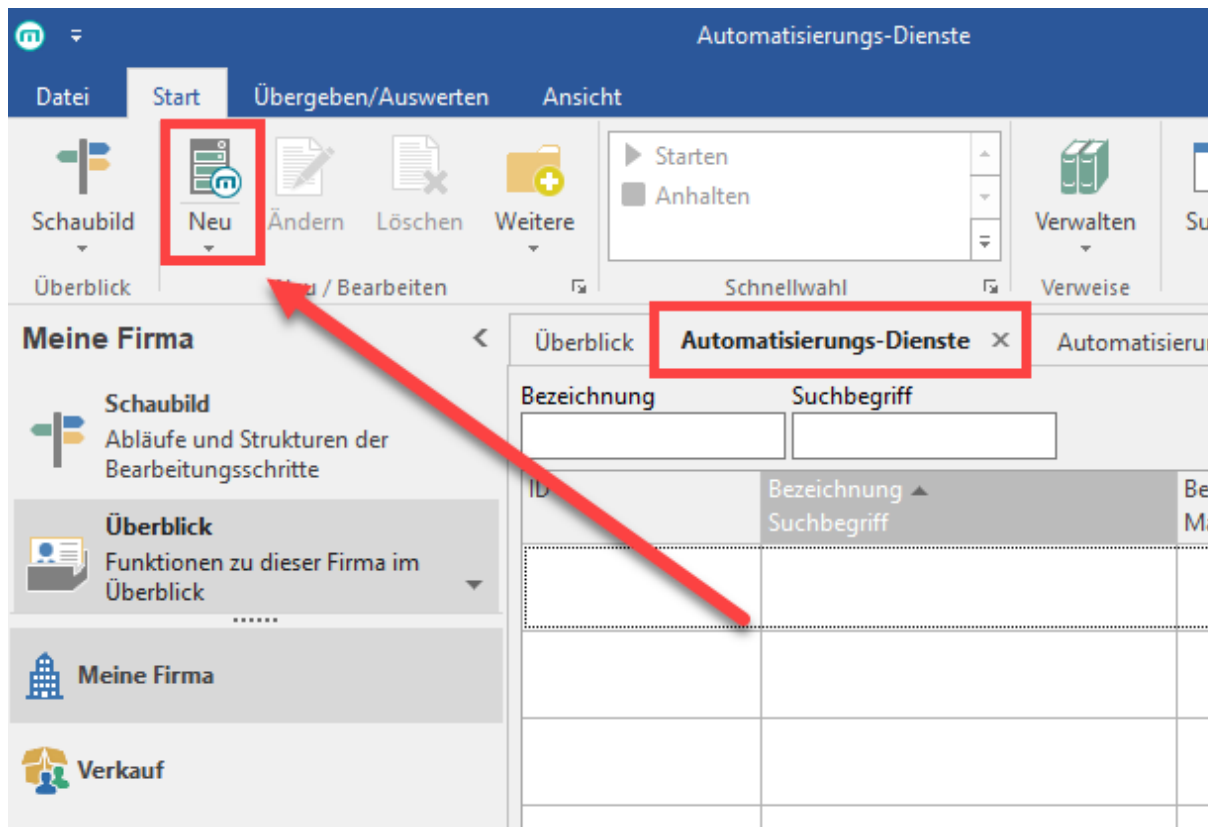 Automatisierungs-Dienste
Datei Start Übergeben/Auswerten Ansicht
Starten
Anhalten
Schaubild Neu Ändern Löschen Weitere Verwalten
Überblick / Bearbeiten Schnellwahl Verweise
Meine Firma
Überblick Automatisierungs-Dienste
Bezeichnung Suchbegriff
Schaubild
Abläufe und Strukturen der
Bearbeitungsschritte
ID Bezeichnung
Suchbegriff
Überblick
Funktionen zu dieser Firma im
Überblick
Meine Firma
Verkauf